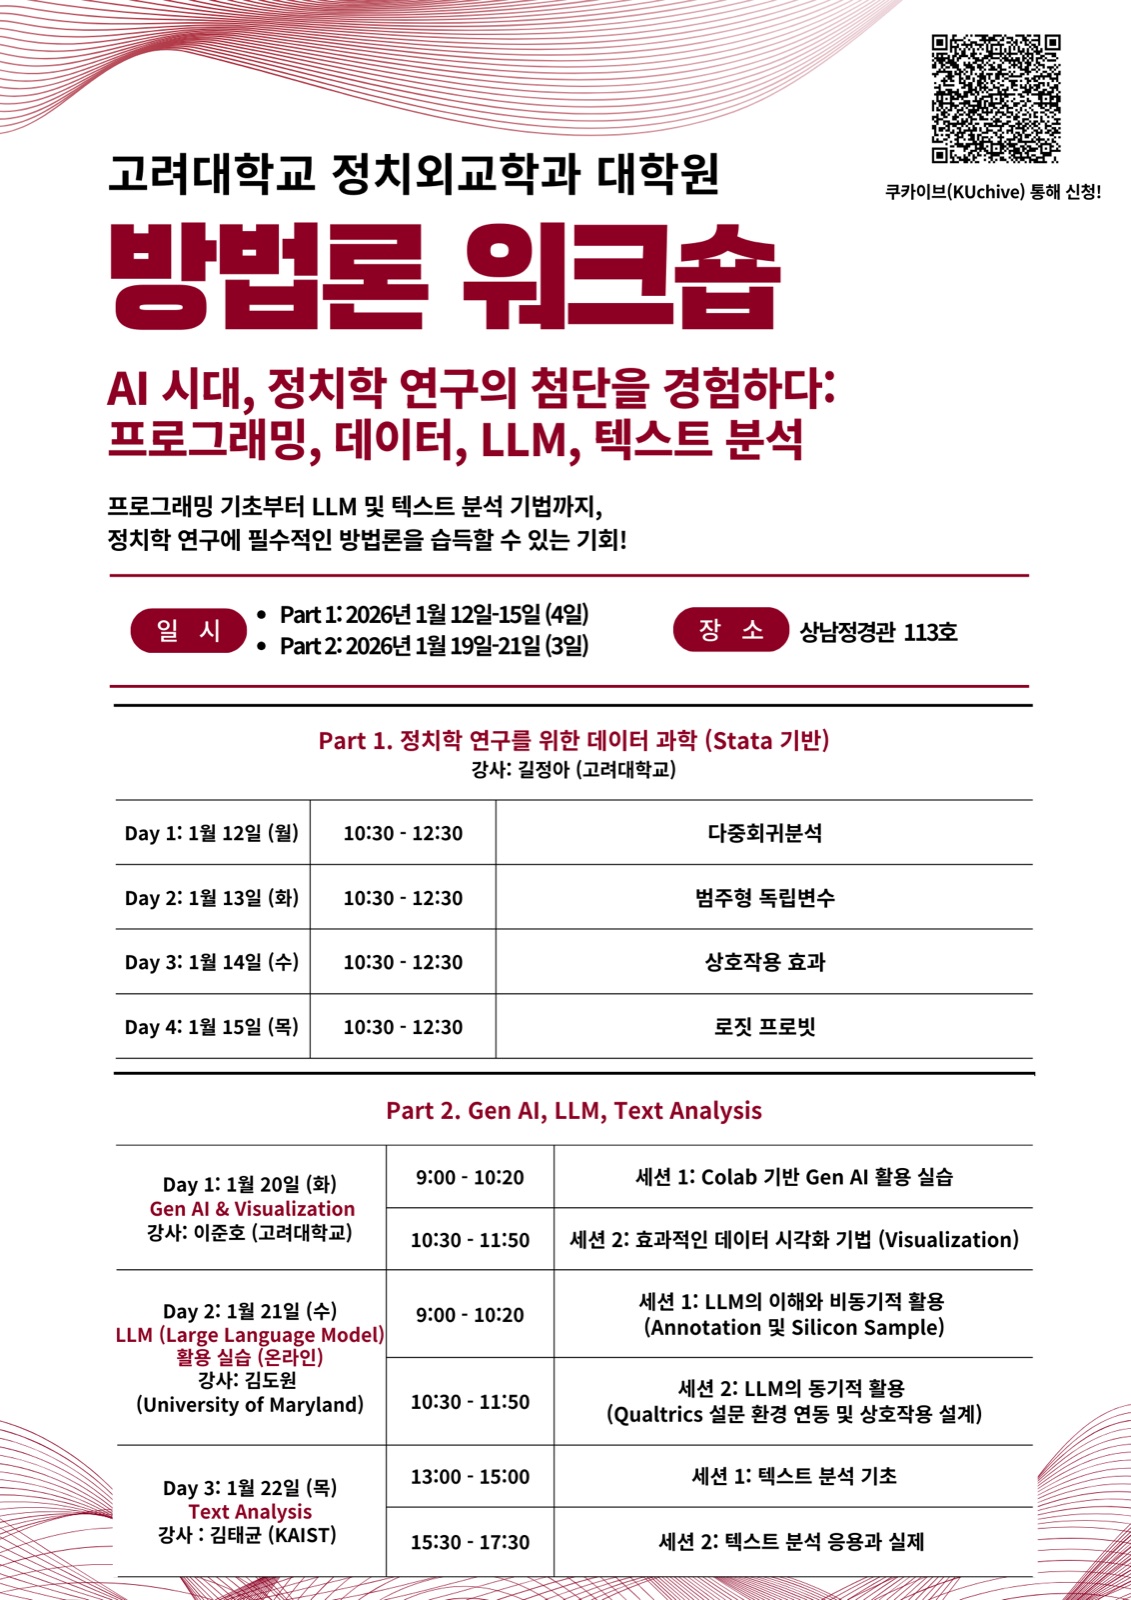 쿠카이브(KUchive) 통해 신청!
고려대학교 정치외교학과 대학원
방법론 워크숍
AI 시대, 정치학 연구의 첨단을 경험하다:
프로그래밍, 데이터, LLM, 텍스트 분석
프로그래밍 기초부터 LLM 및 텍스트 분석 기법까지,
정치학 연구에 필수적인 방법론을 습득할 수 있는 기회!
일 시
• Part 1: 2026년 1월 12일-15일 (4일)
• Part 2: 2026년 1월 19일-21일 (3일)
장 소
상남정경관 113호
Part 1. 정치학 연구를 위한 데이터 과학 (Stata 기반)
강사: 길정아 (고려대학교)
Day 1: 1월 12일 (월) 10:30 - 12:30 다중회귀분석
Day 2: 1월 13일 (화) 10:30 - 12:30 범주형 독립변수
Day 3: 1월 14일 (수) 10:30 - 12:30 상호작용 효과
Day 4: 1월 15일 (목) 10:30 - 12:30 로짓 프로빗
Part 2. Gen AI, LLM, Text Analysis
Day 1: 1월 20일 (화)
Gen AI & Visualization
강사: 이준호 (고려대학교)
9:00 - 10:20 세션 1: Colab 기반 Gen AI 활용 실습
10:30 - 11:50 세션 2: 효과적인 데이터 시각화 기법 (Visualization)
Day 2: 1월 21일 (수)
LLM (Large Language Model)
활용 실습 (온라인)
강사: 김도원
(University of Maryland)
9:00 - 10:20 세션 1: LLM의 이해와 비동기적 활용
(Annotation 및 Silicon Sample)
10:30 - 11:50 세션 2: LLM의 동기적 활용
(Qualtrics 설문 환경 연동 및 상호작용 설계)
Day 3: 1월 22일 (목)
Text Analysis
강사 : 김태균 (KAIST)
13:00 - 15:00 세션 1: 텍스트 분석 기초
15:30 - 17:30 세션 2: 텍스트 분석 응용과 실제